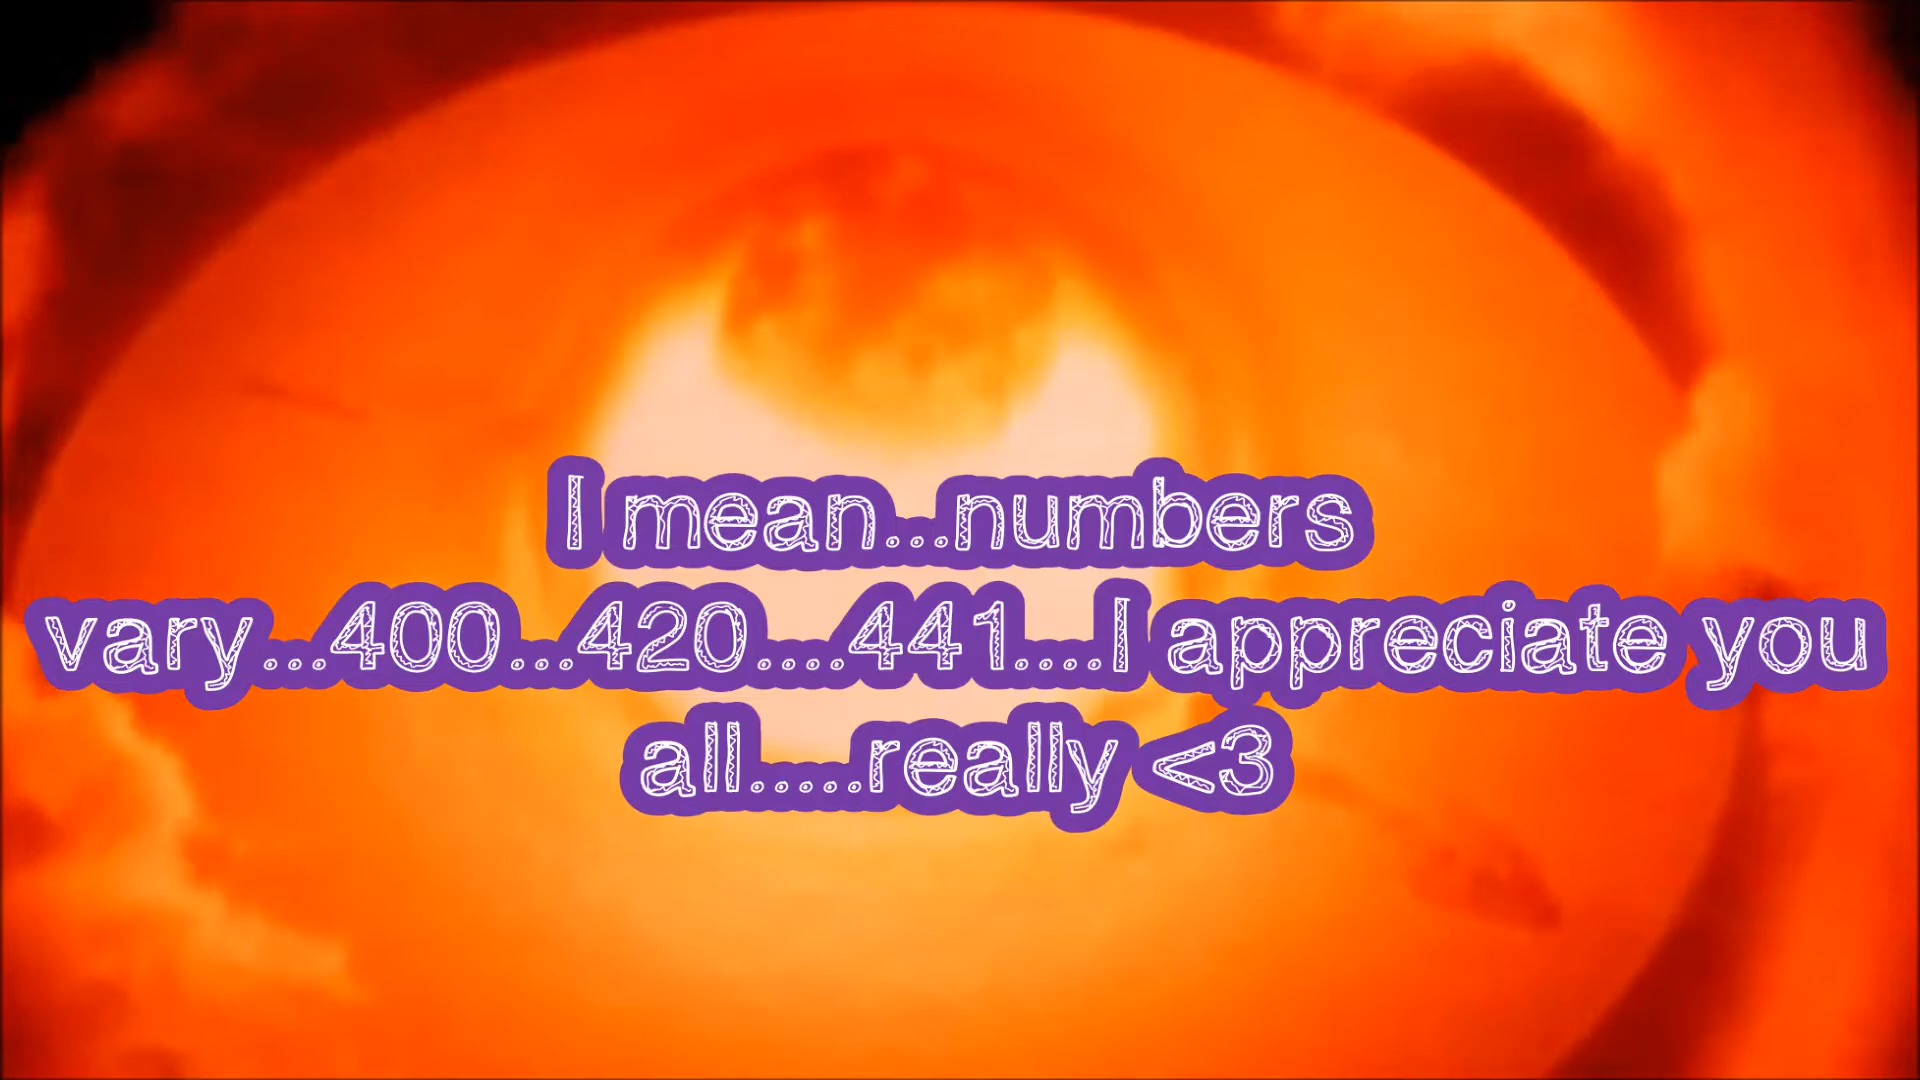 I mean...numbers
vary...400...420....441....I appreciate you
all.....really <3